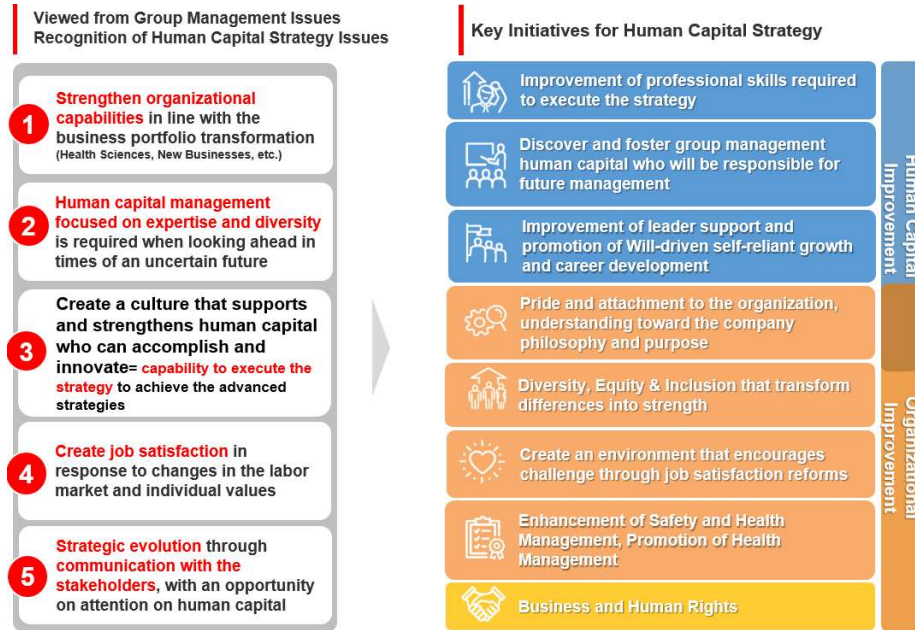 Viewed from Group Management Issues
Recognition of Human Capital Strategy Issues
1
Strengthen organizational
capabilities in line with the
business portfolio transformation
(Health Sciences, New Businesses, etc.)
2
Human capital management
focused on expertise and diversity
is required when looking ahead in
times of an uncertain future
3
Create a culture that supports
and strengthens human capital
who can accomplish and
innovate= capability to execute the
strategy to achieve the advanced
strategies
4
Create job satisfaction in
response to changes in the labor
market and individual values
5
Strategic evolution through
communication with the
stakeholders, with an opportunity
on attention on human capital
Key Initiatives for Human Capital Strategy
Improvement of professional skills required
to execute the strategy
Discover and foster group management
human capital who will be responsible for
future management
Improvement of leader support and
promotion of Will-driven self-reliant growth
and career development
Pride and attachment to the organization,
understanding toward the company
philosophy and purpose
Diversity, Equity & Inclusion that transform
differences into strength
Create an environment that encourages
challenge through job satisfaction reforms
Enhancement of Safety and Health
Management, Promotion of Health
Management
Business and Human Rights
Human Capital
Improvement
Organizational
Improvement